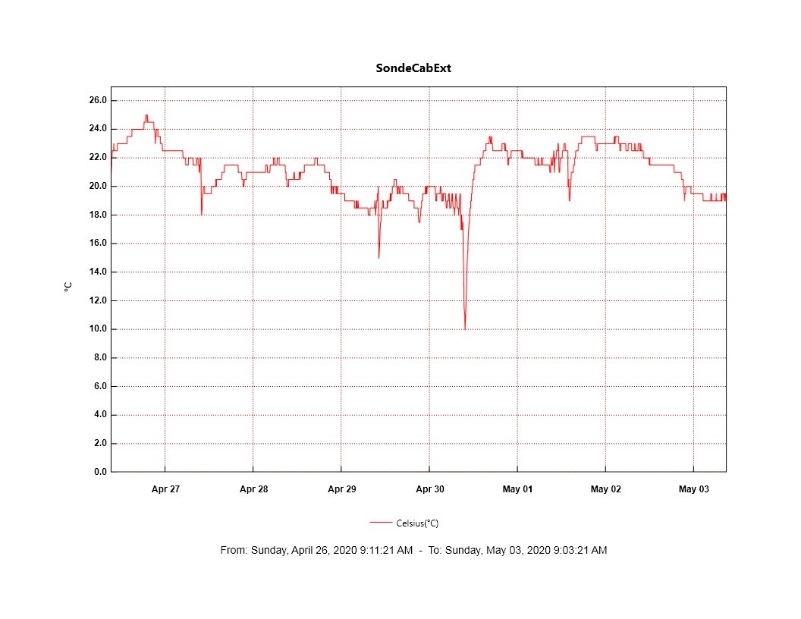 SondeCabExt
26.0
24.0
22.0
20.0
18.0
16.0
14.0
12.0
10.0
8.0
6.0
4.0
2.0
0.0
°C
Apr 27 Apr 28 Apr 29 Apr 30 May 01 May 02 May 03
Celsius(°C)
From: Sunday, April 26, 2020 9:11:21 AM - To: Sunday, May 03, 2020 9:03:21 AM